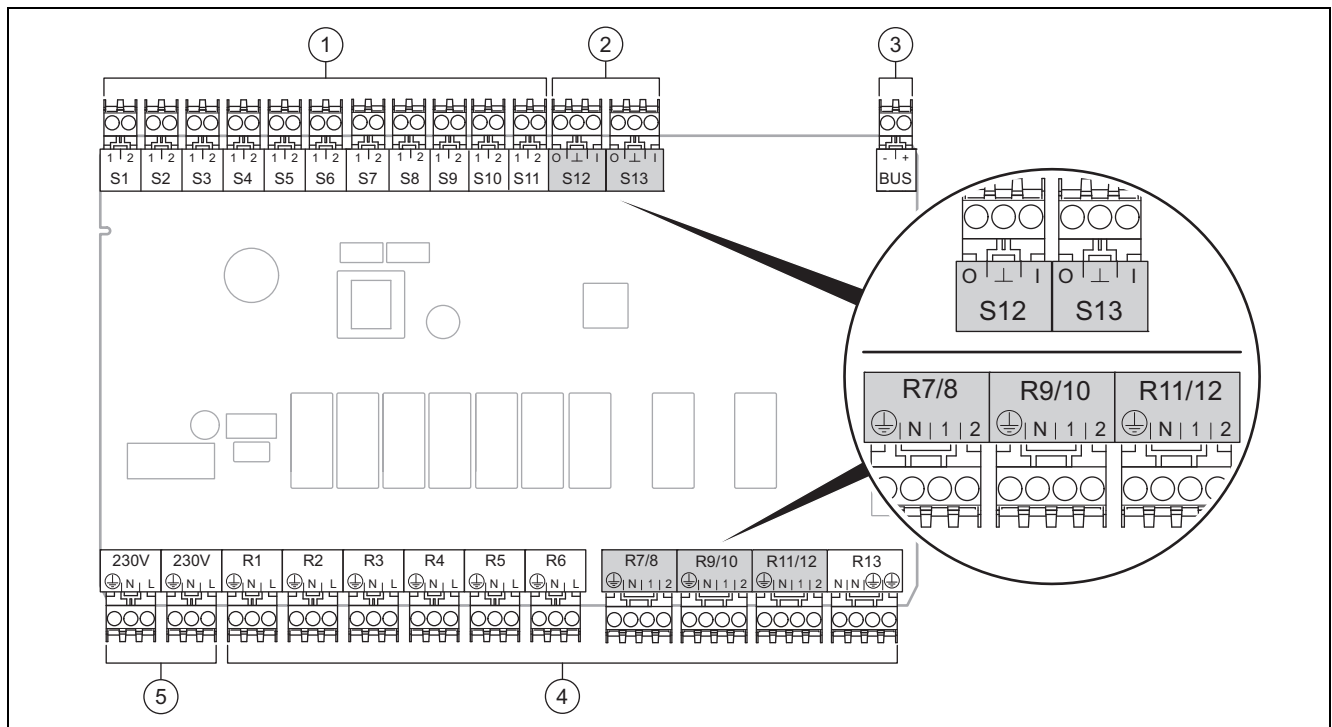 1 2 3
1 2 1 2 1 2 1 2 1 2 1 2 1 2 1 2 1 2 1 2 1 2 O ⊥ I O ⊥ I - +
S1 S2 S3 S4 S5 S6 S7 S8 S9 S10 S11 S12 S13 BUS
O ⊥ I O ⊥ I
S12 S13
R7/8 R9/10 R11/12
N 1 2 N 1 2 N 1 2
230V 230V R1 R2 R3 R4 R5 R6 R7/8 R9/10 R11/12 R13
N L N L N L N L N L N L N L N L N 1 2 N 1 2 N 1 2 N N
5 4